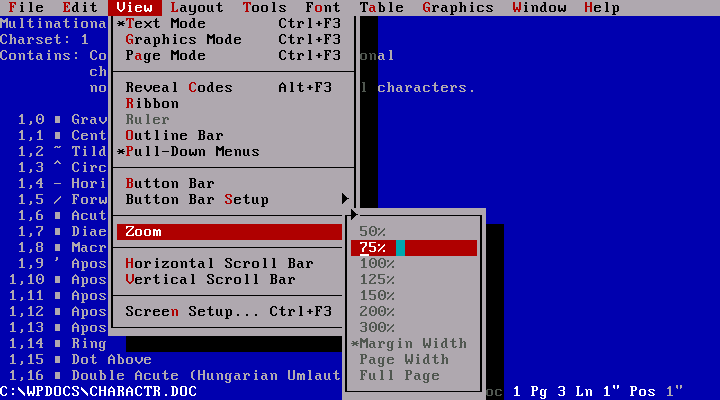 File Edit View Layout Tools Font Table Graphics Window Help
Multinationa *Text Mode Ctrl+F3
Charset: 1 Graphics Mode Ctrl+F3
Contains: Co Page Mode Ctrl+F3 onal
ch
no Reveal Codes Alt+F3 l characters.
Ribbon
1,0 Grav Ruler
1,1 Cent Outline Bar
1,2 ~ Tild *Pull-Down Menus
1,3 ^ Circ
1,4 - Hori Button Bar
1,5 / Forw Button Bar Setup
1,6 Acut
1,7 Diae Zoom 50%
1,8 Macr 75%
1,9 ' Apos Horizontal Scroll Bar 100%
1,10 Apos Vertical Scroll Bar 125%
1,11 Apos 150%
1,12 Apos Screen Setup... Ctrl+F3 200%
1,13 Apos 300%
1,14 Ring *Margin Width
1,15 Dot Above Page Width
1,16 Double Acute (Hungarian Umlaut Full Page
C:\WPDOCS\CHARACTR.DOC oc 1 Pg 3 Ln 1" Pos 1"